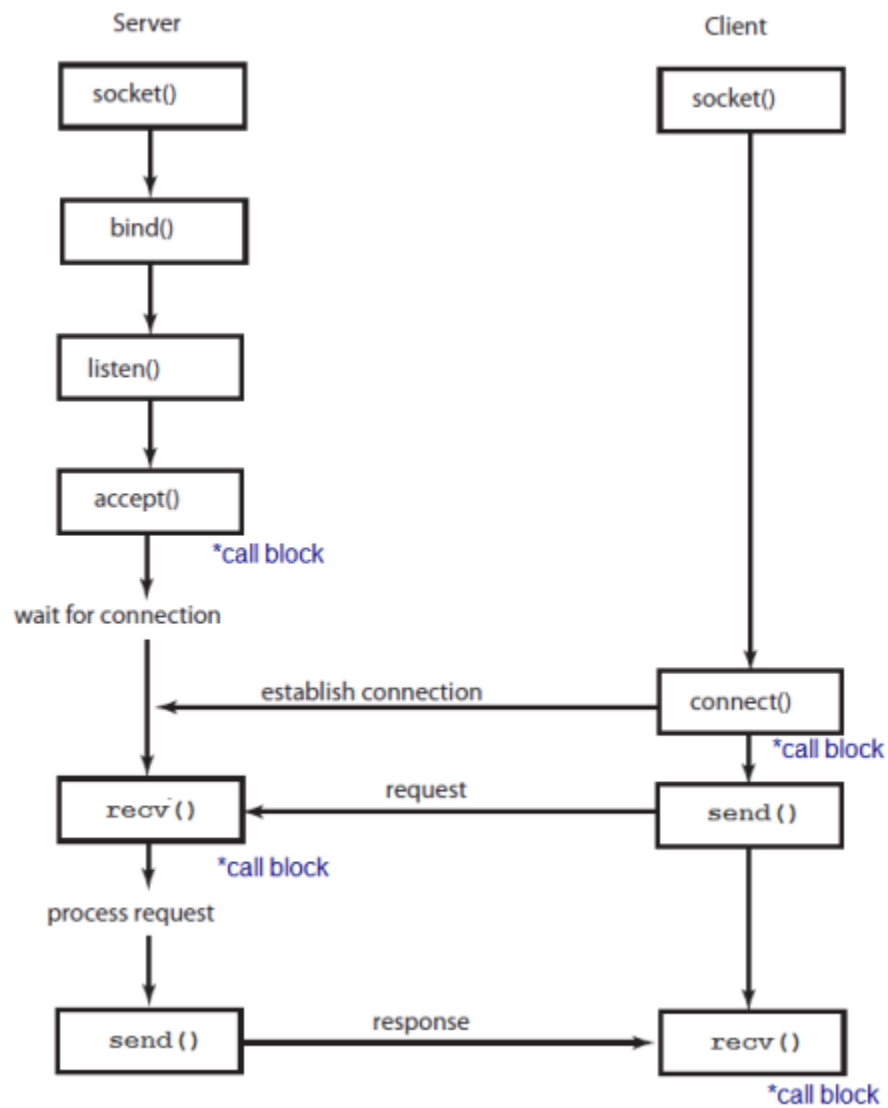 Server
Client
socket()
socket()
bind()
listen()
accept()
*call block
wait for connection
establish connection
connect()
*call block
request
recv()
send()
*call block
process request
response
send()
recv()
*call block